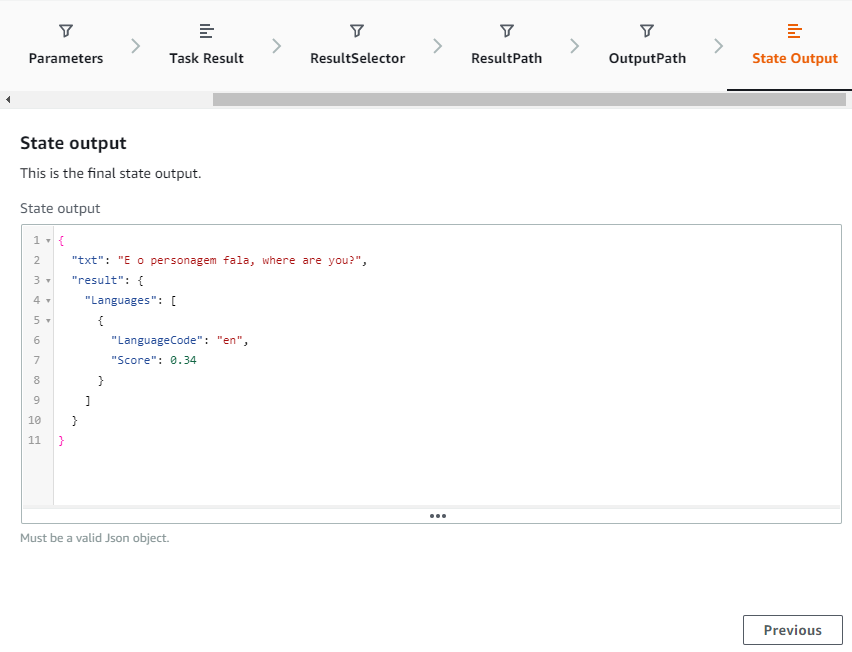 Parameters Task Result ResultSelector ResultPath OutputPath State Output
State output
This is the final state output.
State output
1 {
2 "txt": "E o personagem fala, where are you?",
3 "result": {
4 "Languages": [
5 {
6 "LanguageCode": "en",
7 "Score": 0.34
8 }
9 ]
10 }
11 }
Must be a valid Json object.
Previous